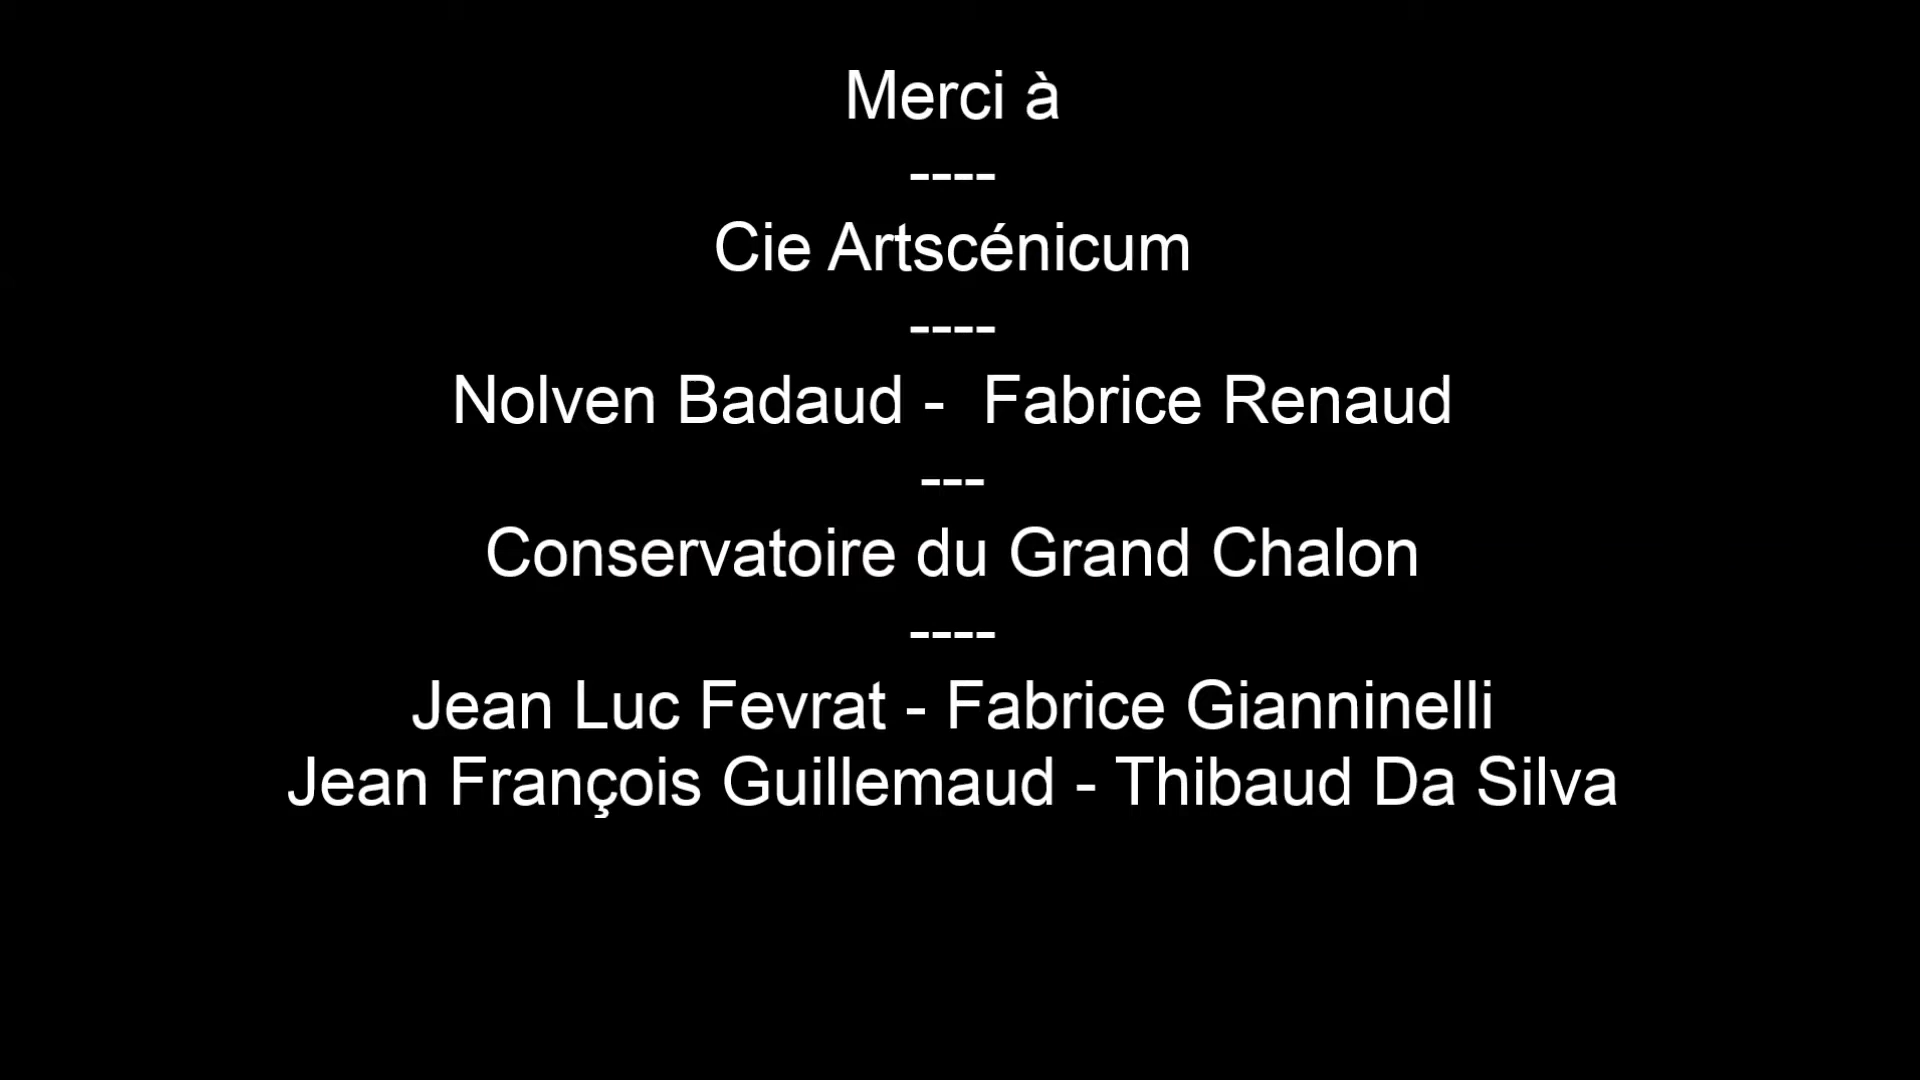 Merci à
----
Cie Artscénicum
----
Nolven Badaud -  Fabrice Renaud
---
Conservatoire du Grand Chalon
----
Jean Luc Fevrat - Fabrice Gianninelli
Jean François Guillemaud - Thibaud Da Silva